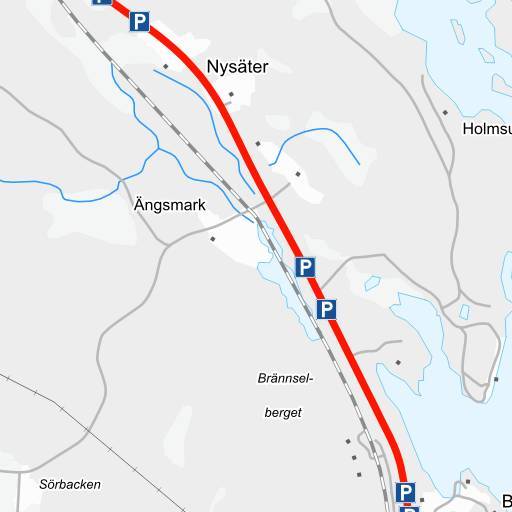 P
P
Nysäter
Holmsu
Ängsmark
P
P
Brännsel-
berget
Sörbacken
P
B
P